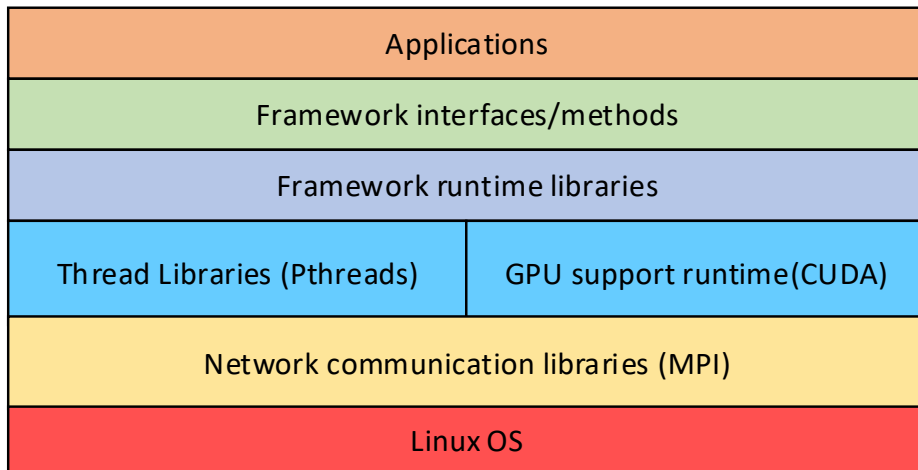 Applications
Framework interfaces/methods
Framework runtime libraries
Thread Libraries (Pthreads)
GPU support runtime(CUDA)
Network communication libraries (MPI)
Linux OS